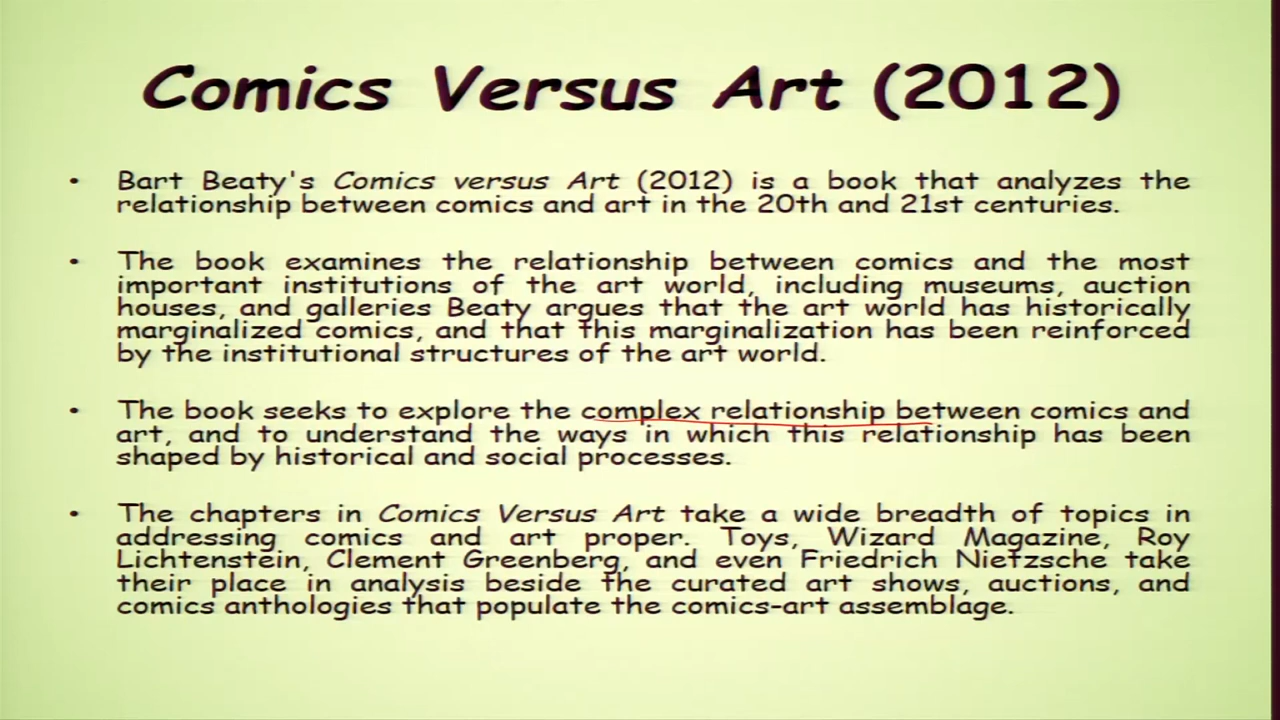 Comics Versus Art (2012)
• Bart Beaty's Comics versus Art (2012) is a book that analyzes the
relationship between comics and art in the 20th and 21st centuries.
• The book examines the relationship between comics and the most
important institutions of the art world, including museums, auction
houses, and galleries Beaty argues that the art world has historically
marginalized comics, and that this marginalization has been reinforced
by the institutional structures of the art world.
• The book seeks to explore the complex relationship between comics and
art, and to understand the ways in which this relationship has been
shaped by historical and social processes.
• The chapters in Comics Versus Art take a wide breadth of topics in
addressing comics and art proper. Toys, Wizard Magazine, Roy
Lichtenstein, Clement Greenberg, and even Friedrich Nietzsche take
their place in analysis beside the curated art shows, auctions, and
comics anthologies that populate the comics-art assemblage.